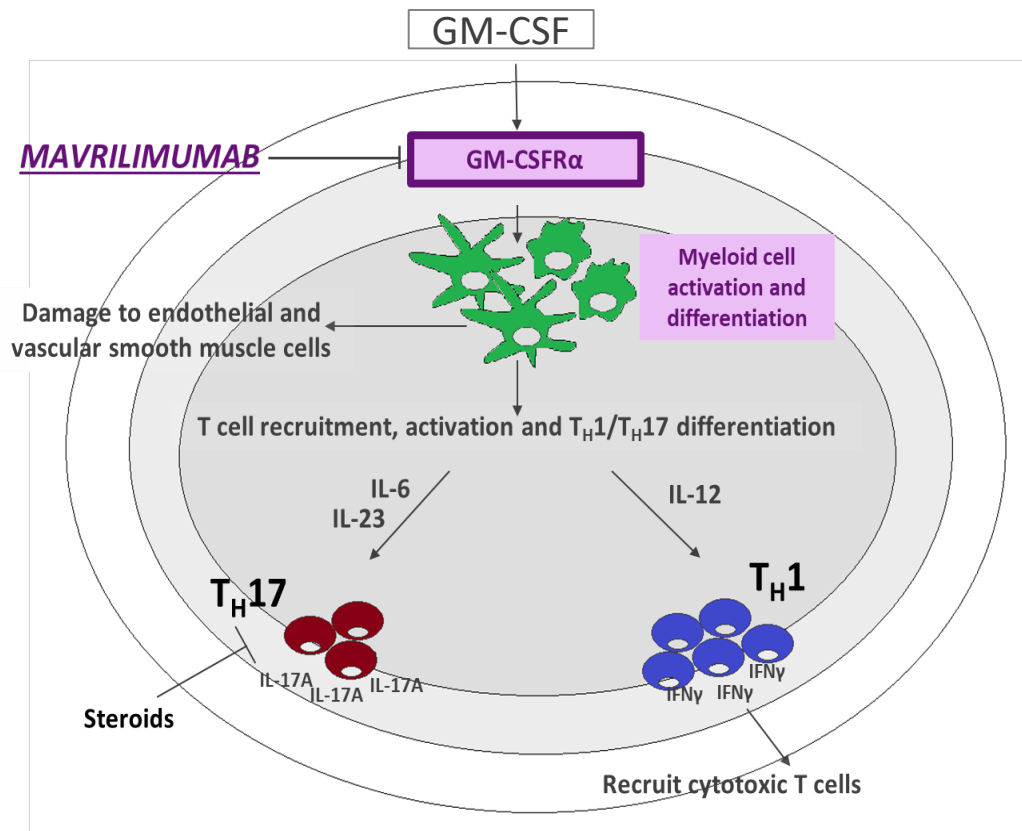 GM-CSF
MAVRILIMUMAB
GM-CSFRα
Myeloid cell
activation and
differentiation
Damage to endothelial and
vascular smooth muscle cells
T cell recruitment, activation and TH1/TH17 differentiation
IL-6
IL-23
IL-12
TH17
TH1
IL-17A
IL-17A
IL-17A
IFNγ
IFNγ
IFNγ
Steroids
Recruit cytotoxic T cells